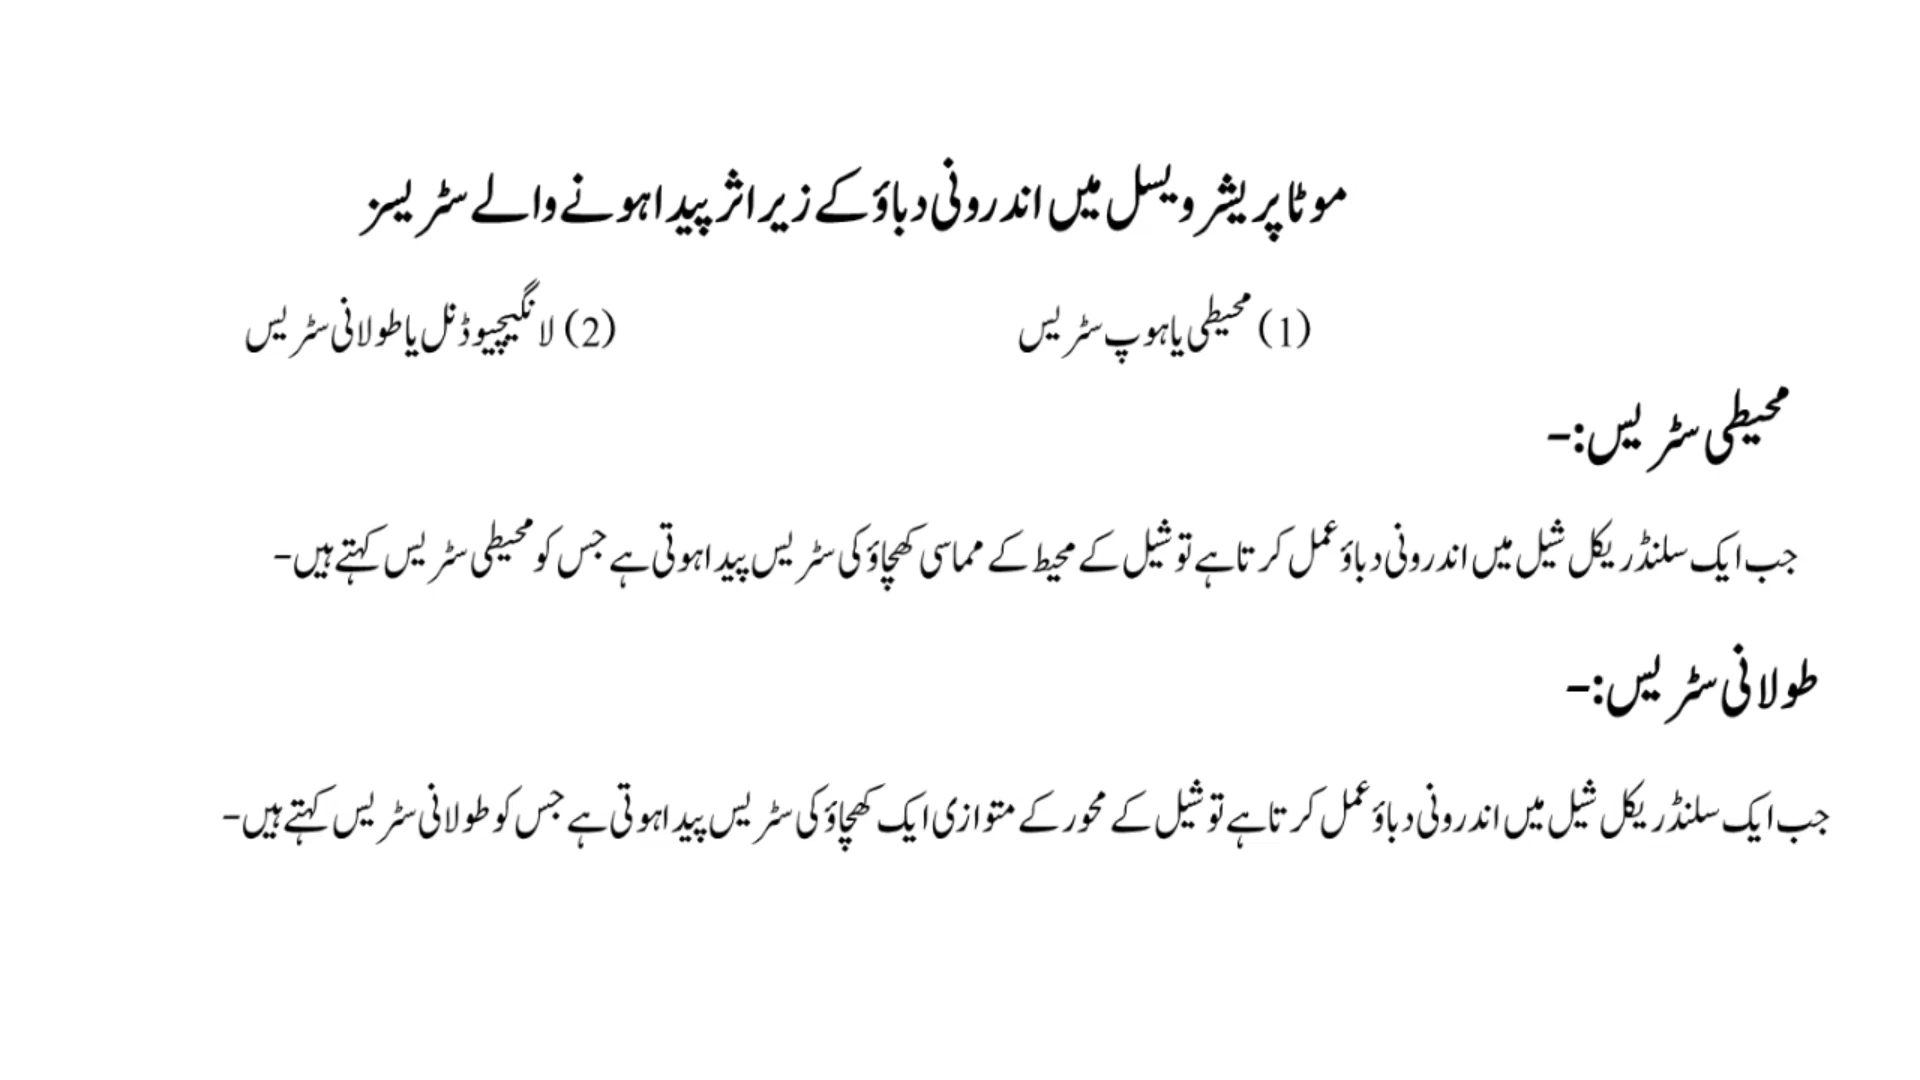 موٹا پریشر ویسل میں اندرونی دباؤ کے زیر اثر پیدا ہونے والے سٹریسز
(1) محیطی یا ہوپ سٹریس (2) لانگیچیوڈنل یا طولانی سٹریس
محیطی سٹریس:-
جب ایک سلنڈریکل شیل میں اندرونی دباؤ عمل کرتا ہے تو شیل کے محیط کے مماسی کھچاؤ کی سٹریس پیدا ہوتی ہے جس کو محیطی سٹریس کہتے ہیں-
طولانی سٹریس:-
جب ایک سلنڈریکل شیل میں اندرونی دباؤ عمل کرتا ہے تو شیل کے محور کے متوازی ایک کھچاؤ کی سٹریس پیدا ہوتی ہے جس کو طولانی سٹریس کہتے ہیں-